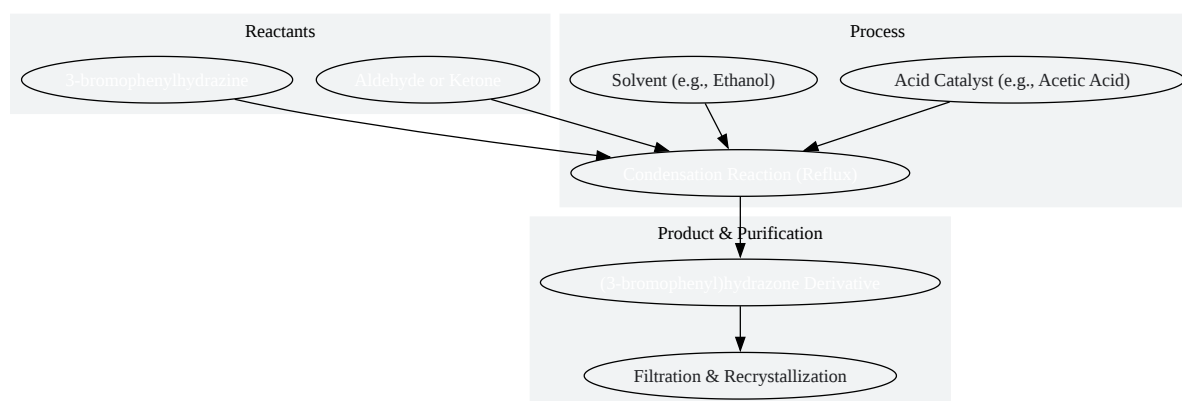 Reactants
Process
3-bromophenylhydrazine
Aldehyde or Ketone
Solvent (e.g., Ethanol)
Acid Catalyst (e.g., Acetic Acid)
Condensation Reaction (Reflux)
Product & Purification
(3-bromophenyl)hydrazone Derivative
Filtration & Recrystallization